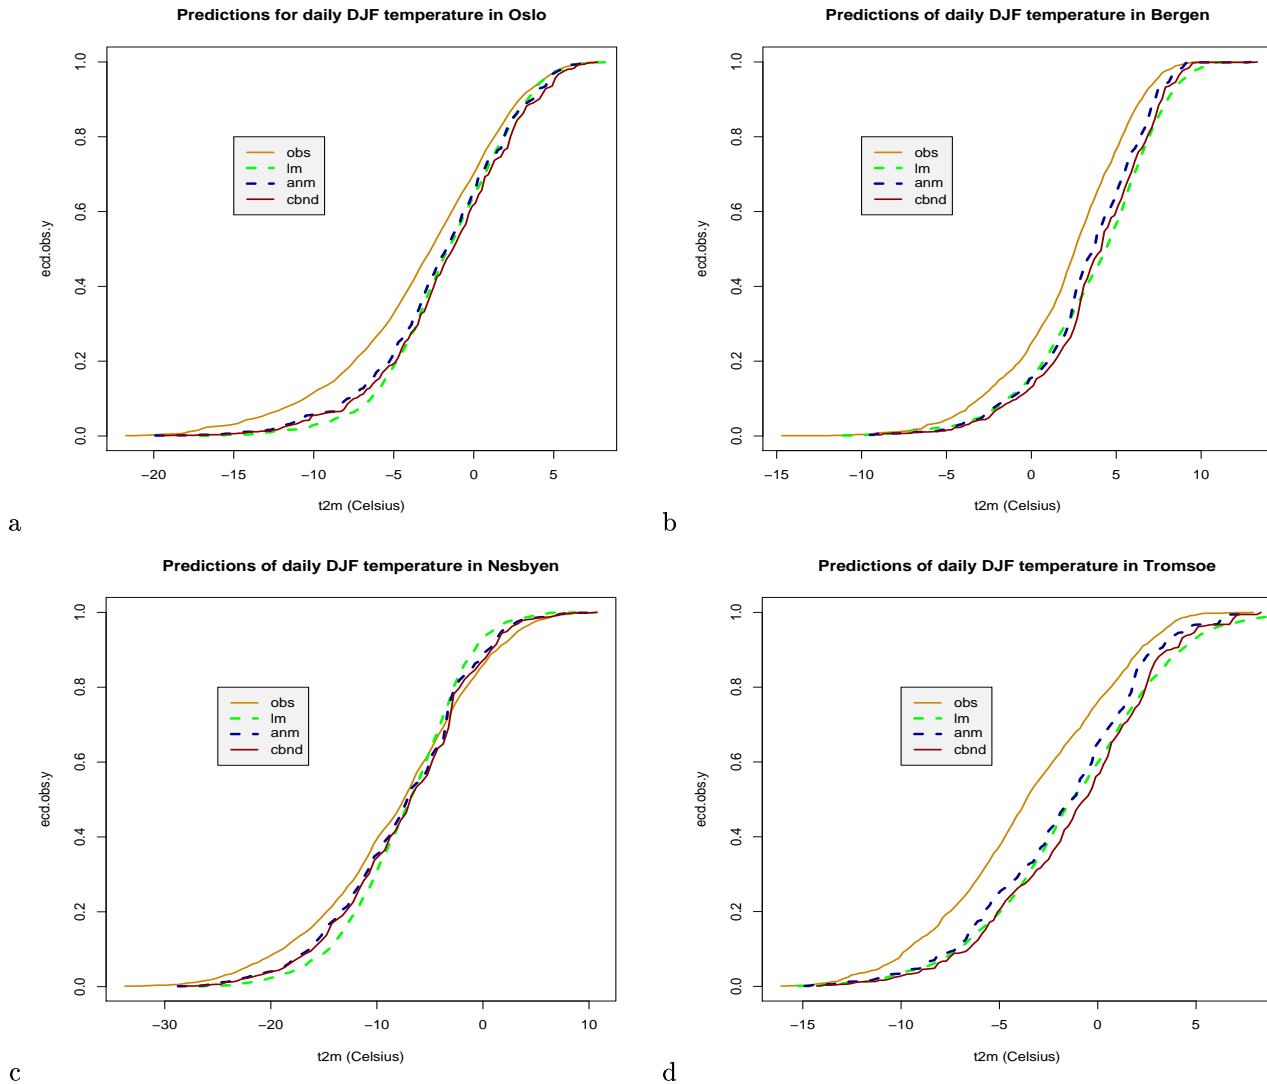 Predictions for daily DJF temperature in Oslo
ecd.obs.y
1.0
0.8
0.6
0.4
0.2
0.0
obs
lm
anm
cbnd
−20
−15
−10
−5
0
5
t2m (Celsius)
a
Predictions of daily DJF temperature in Bergen
ecd.obs.y
1.0
0.8
0.6
0.4
0.2
0.0
obs
lm
anm
cbnd
−15
−10
−5
0
5
10
t2m (Celsius)
b
Predictions of daily DJF temperature in Nesbyen
ecd.obs.y
1.0
0.8
0.6
0.4
0.2
0.0
obs
lm
anm
cbnd
−30
−20
−10
0
10
t2m (Celsius)
c
Predictions of daily DJF temperature in Tromsoe
ecd.obs.y
1.0
0.8
0.6
0.4
0.2
0.0
obs
lm
anm
cbnd
−15
−10
−5
0
5
t2m (Celsius)
d